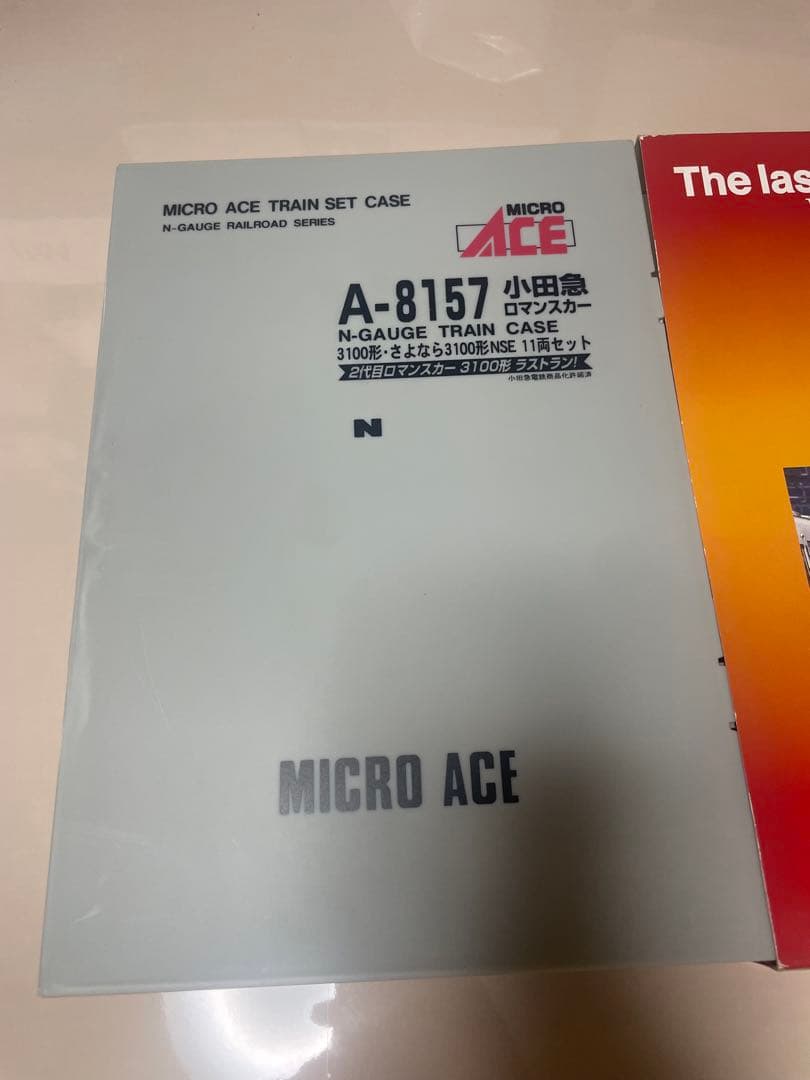 MICRO ACE TRAIN SET CASE
N-GAUGE RAILROAD SERIES
MICRO
ACE
A-8157 小田急
ロマンスカー
N-GAUGE TRAIN CASE
3100形・さよなら3100形NSE 11両セット
2代目ロマンスカー 3100形 ラストラン!
小田急電鉄商品化許諾済
N
MICRO ACE
The las